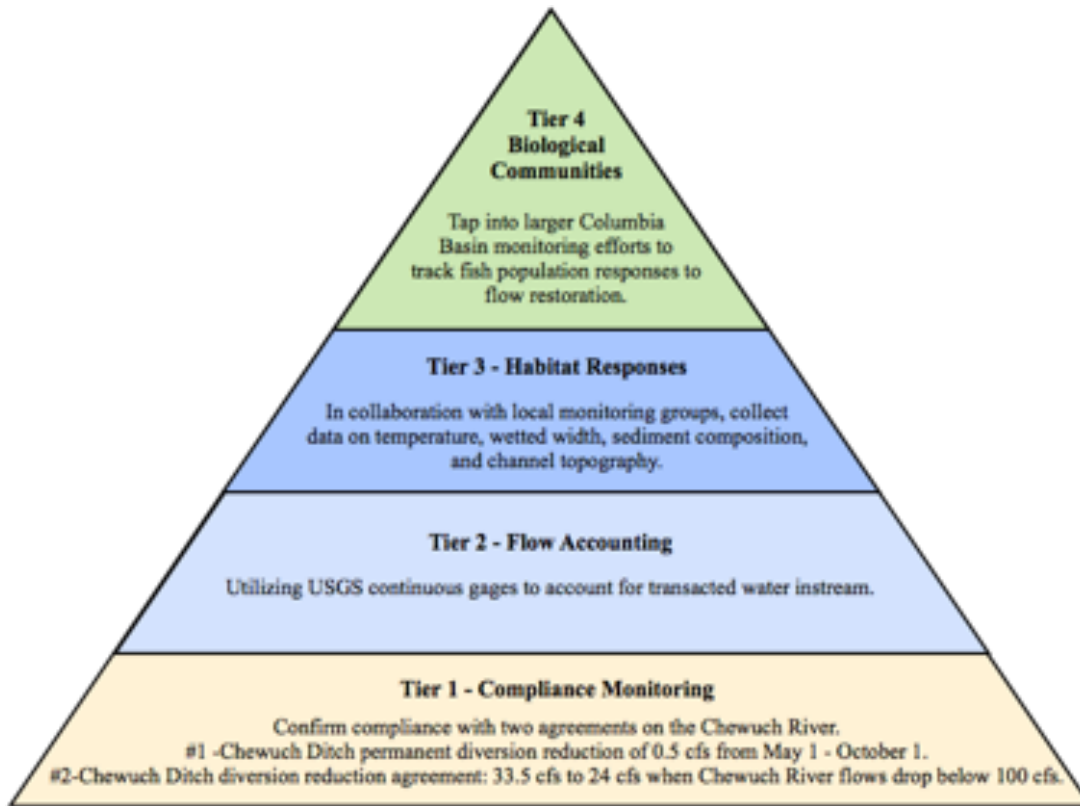 Tier 4
Biological
Communities
Tap into larger Columbia
Basin monitoring efforts to
track fish population responses to
flow restoration.
Tier 3 - Habitat Responses
In collaboration with local monitoring groups, collect
data on temperature, wetted width, sediment composition,
and channel topography.
Tier 2 - Flow Accounting
Utilizing USGS continuous gages to account for transacted water instream.
Tier 1 - Compliance Monitoring
Confirm compliance with two agreements on the Chewuch River.
#1 -Chewuch Ditch permanent diversion reduction of 0.5 cfs from May 1 - October 1.
#2-Chewuch Ditch diversion reduction agreement: 33.5 cfs to 24 cfs when Chewuch River flows drop below 100 cfs.